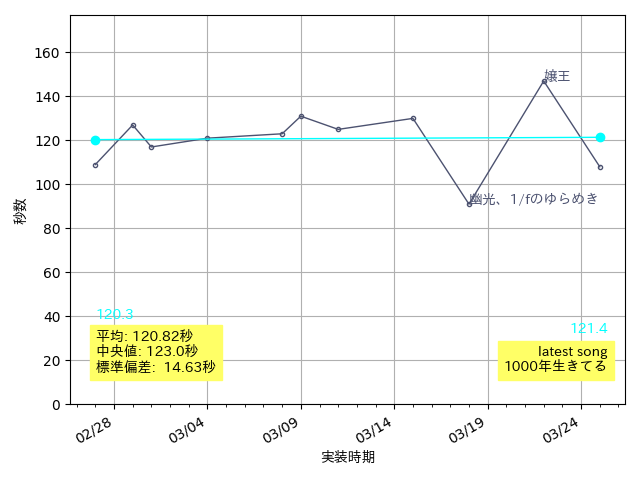 160
140
120
100
80
60
40
20
0
秒数
嬢王
幽光、1/fのゆらめき
120.3
平均: 120.82秒
中央値: 123.0秒
標準偏差: 14.63秒
121.4
latest song
1000年生きてる
02/28
03/04
03/09
03/14
03/19
03/24
実装時期